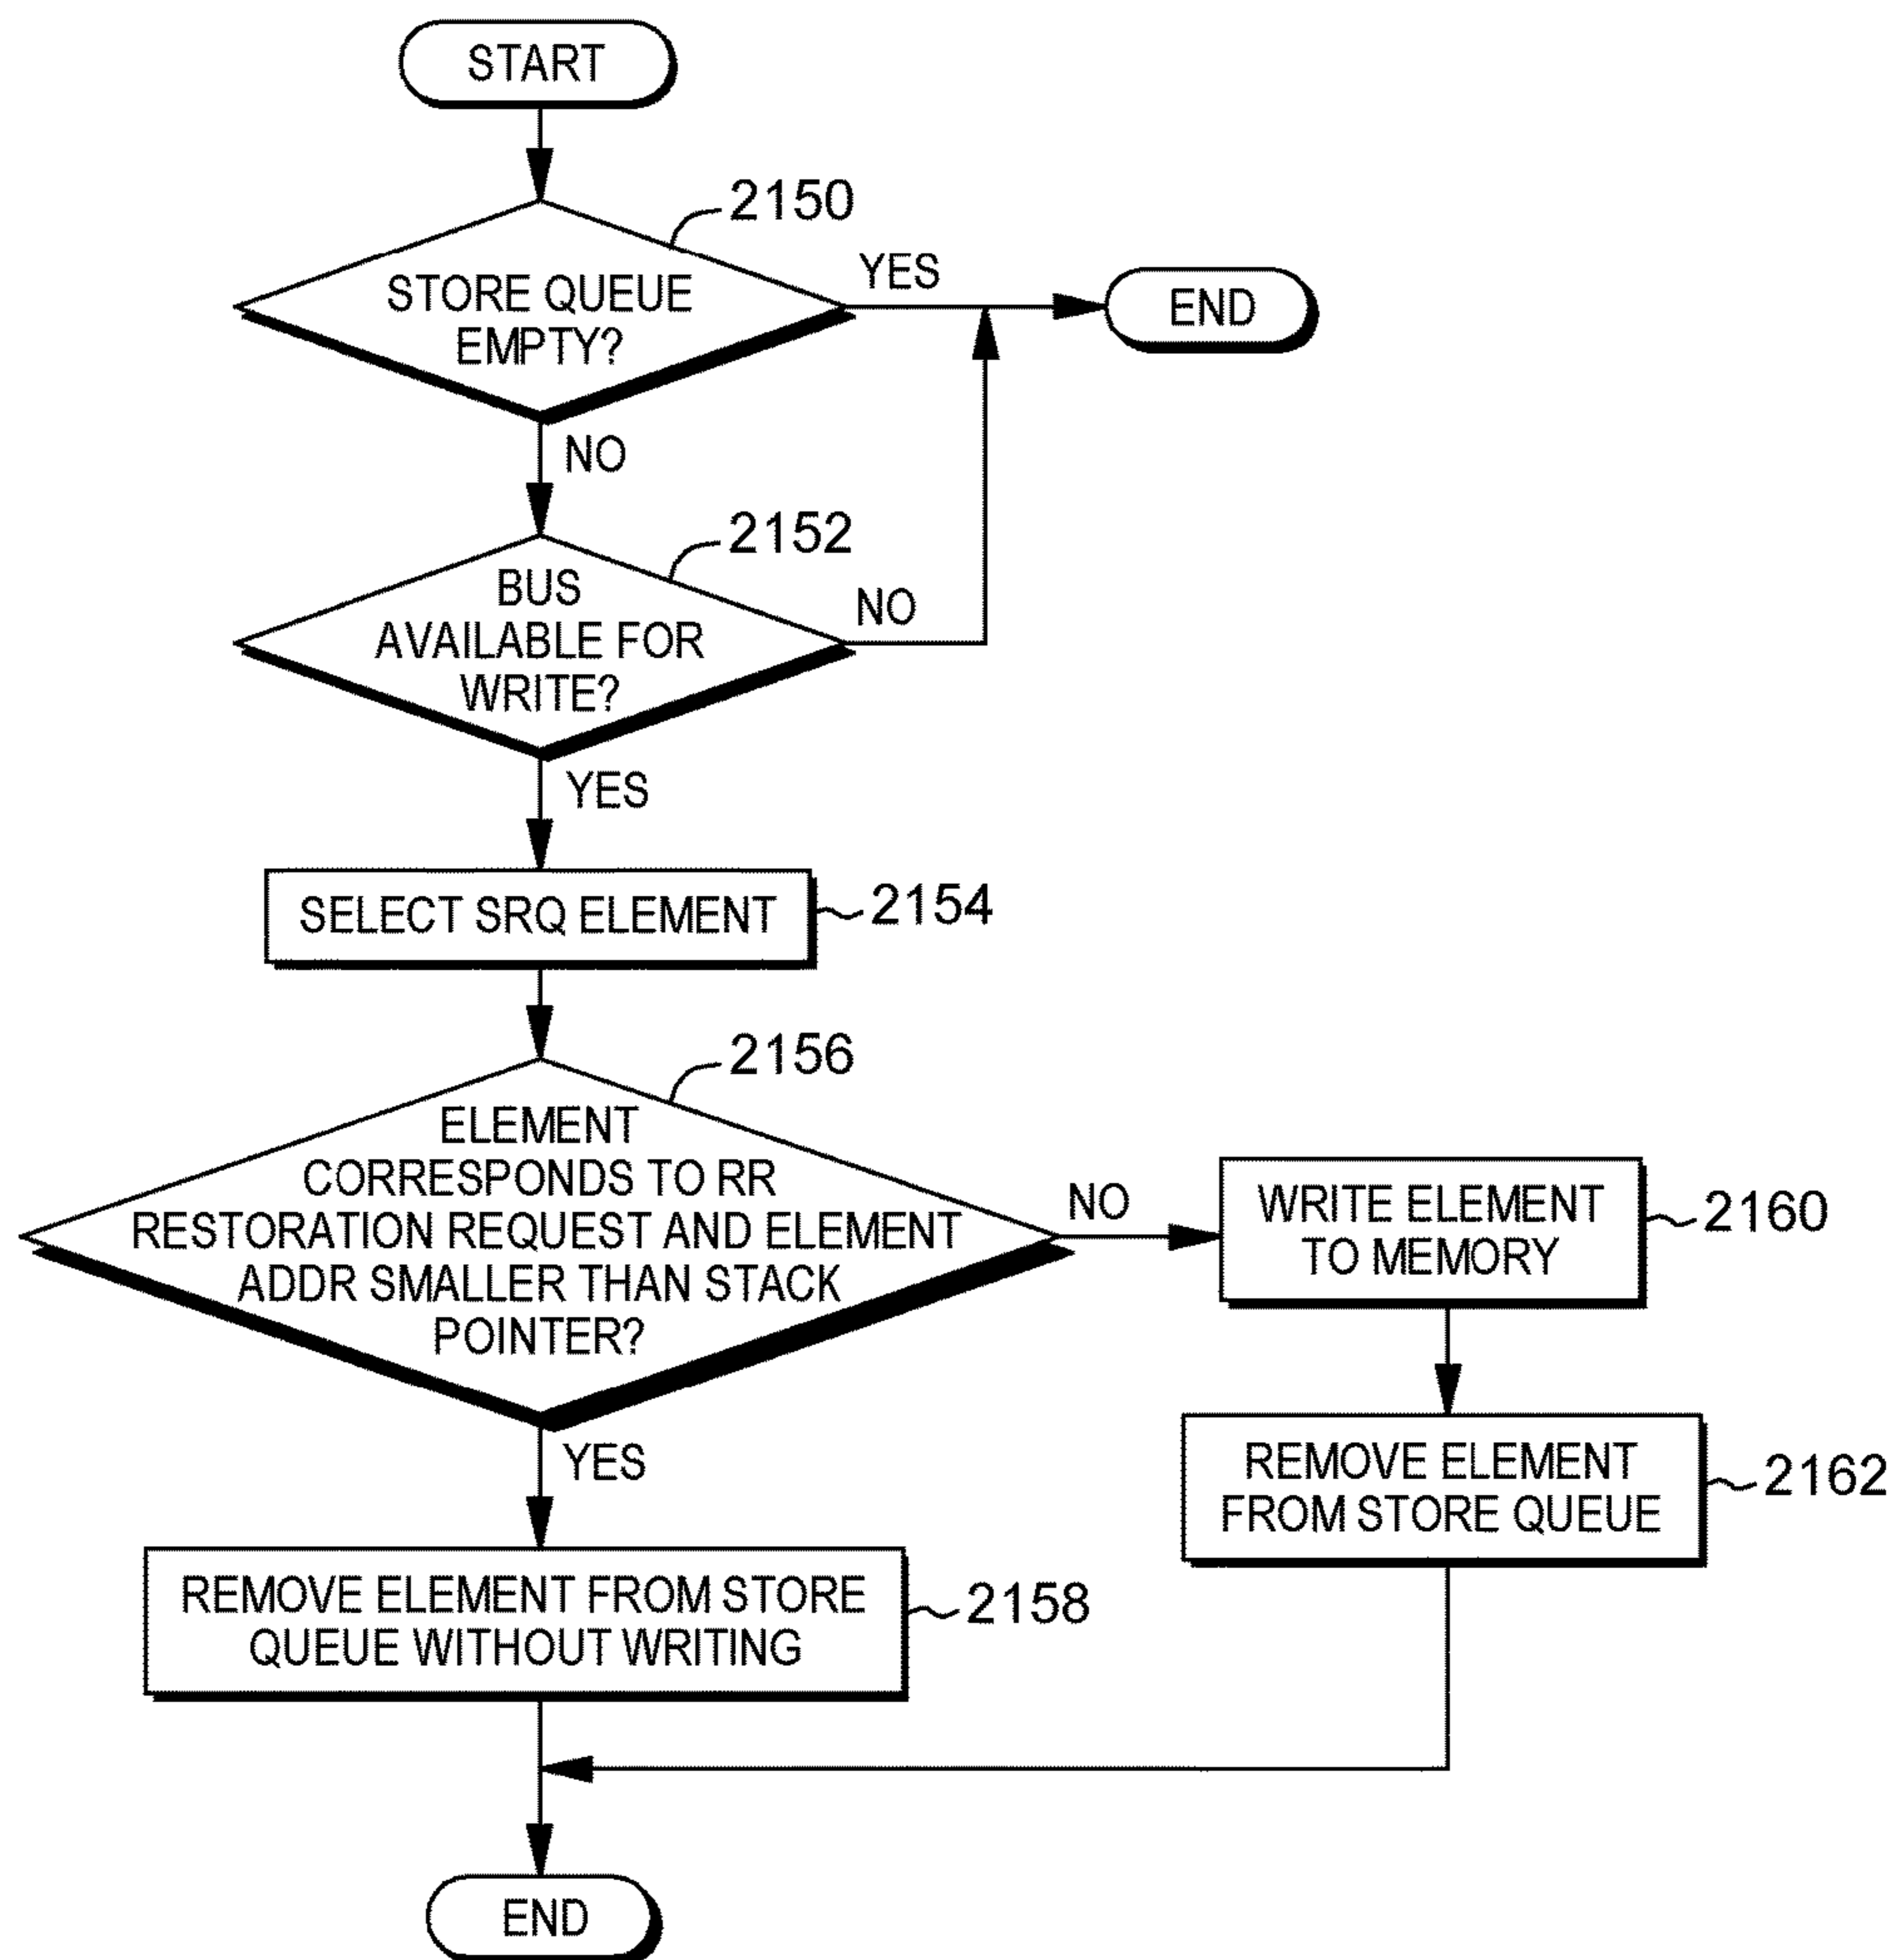 START
2150
STORE QUEUE
EMPTY?
YES
END
NO
2152
BUS
AVAILABLE FOR
WRITE?
NO
YES
SELECT SRQ ELEMENT
2154
2156
ELEMENT
CORRESPONDS TO RR
RESTORATION REQUEST AND ELEMENT
ADDR SMALLER THAN STACK
POINTER?
NO
WRITE ELEMENT
TO MEMORY
2160
YES
REMOVE ELEMENT
FROM STORE QUEUE
2162
REMOVE ELEMENT FROM STORE
QUEUE WITHOUT WRITING
2158
END